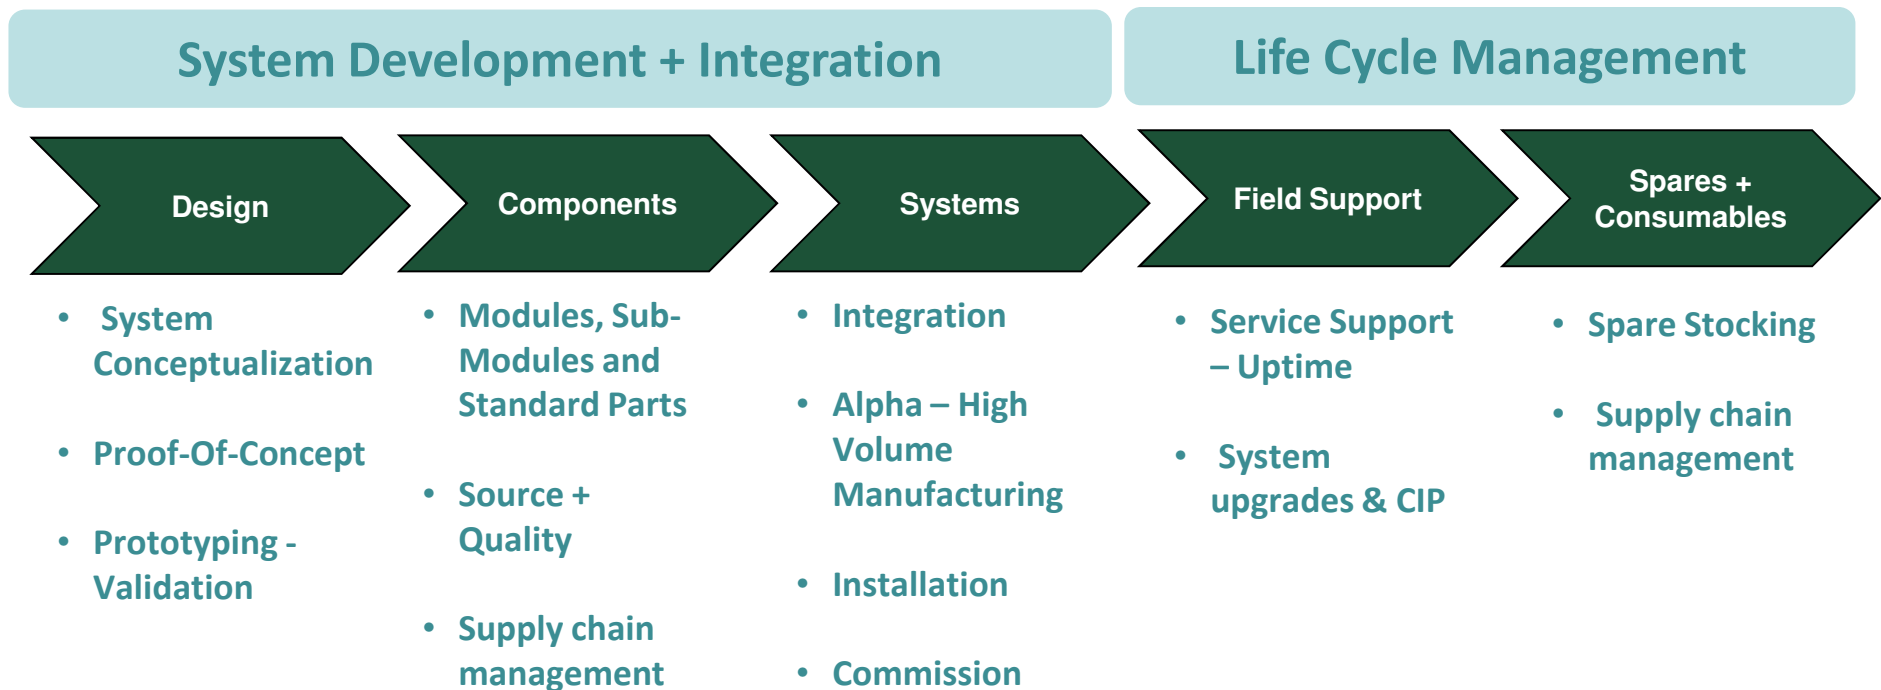 System Development + Integration
Life Cycle Management
Design
Components
Systems
Field Support
Spares +
Consumables
• System
Conceptualization
• Proof-Of-Concept
• Prototyping -
Validation
• Modules, Sub-
Modules and
Standard Parts
• Source +
Quality
• Supply chain
management
• Integration
• Alpha – High
Volume
Manufacturing
• Installation
• Commission
• Service Support
– Uptime
• System
upgrades & CIP
• Spare Stocking
• Supply chain
management